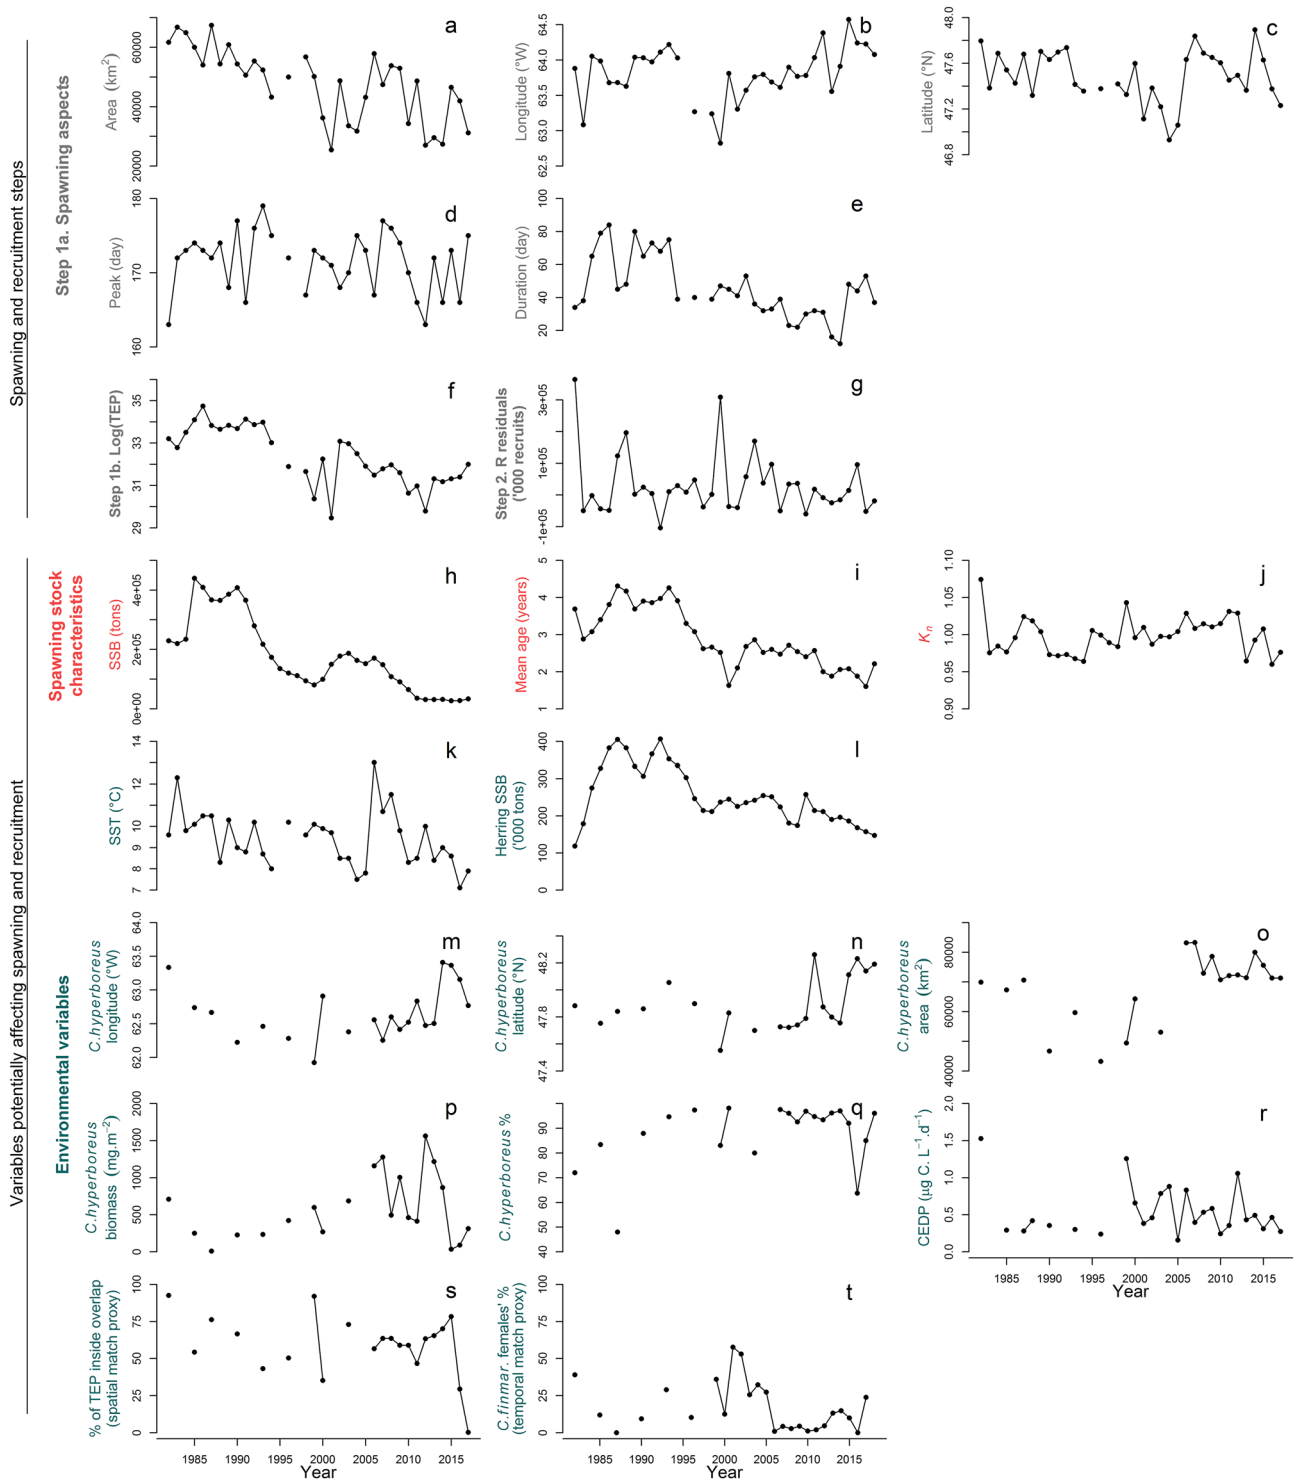 Spawning and recruitment steps
Step 1a. Spawning aspects
Area (km²)
20000 40000 60000
a
Longitude (°W)
62.5 63.0 63.5 64.0 64.5
b
Latitude (°N)
46.8 47.2 47.6 48.0
c
Peak (day)
160 170 180
d
Duration (day)
20 40 60 80 100
e
Step 1b. Log(TEP)
29 31 33 35
f
Step 2. R residuals
('000 recruits)
-1e+05 1e+05 3e+05
g
Variables potentially affecting spawning and recruitment
Spawning stock
characteristics
SSB (tons)
0e+00 2e+05 4e+05
h
Mean age (years)
1 2 3 4 5
i
Kn
0.90 0.95 1.00 1.05 1.10
j
Environmental variables
SST (°C)
7 8 9 10 12 14
k
Herring SSB
('000 tons)
0 100 200 300 400
l
C.hyperboreus
longitude (°W)
62.0 62.5 63.0 63.5 64.0
m
C.hyperboreus
latitude (°N)
47.4 47.8 48.2
n
C.hyperboreus
area (km²)
40000 60000 80000
o
C.hyperboreus
biomass (mg.m⁻²)
0 500 1000 1500 2000
p
C.hyperboreus %
40 50 60 70 80 90
q
CEDP (µg C. L⁻¹.d⁻¹)
0.0 0.5 1.0 1.5 2.0
r
1985 1990 1995 2000 2005 2010 2015
Year
% of TEP inside overlap
(spatial match proxy)
0 25 50 75 100
s
1985 1990 1995 2000 2005 2010 2015
Year
C.finmar. females' %
(temporal match proxy)
0 25 50 75 100
t
1985 1990 1995 2000 2005 2010 2015
Year